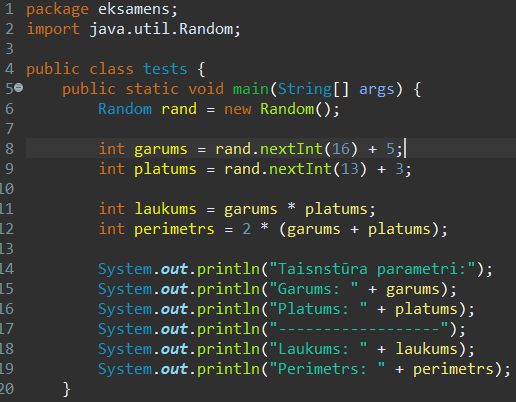 1 package eksamens;
2 import java.util.Random;
3
4 public class tests {
5 public static void main(String[] args) {
6 Random rand = new Random();
7
8 int garums = rand.nextInt(16) + 5;
9 int platums = rand.nextInt(13) + 3;
10
11 int laukums = garums * platums;
12 int perimetrs = 2 * (garums + platums);
13
14 System.out.println("Taisnstūra parametri:");
15 System.out.println("Garums: " + garums);
16 System.out.println("Platums: " + platums);
17 System.out.println("------------------");
18 System.out.println("Laukums: " + laukums);
19 System.out.println("Perimetrs: " + perimetrs);
20 }